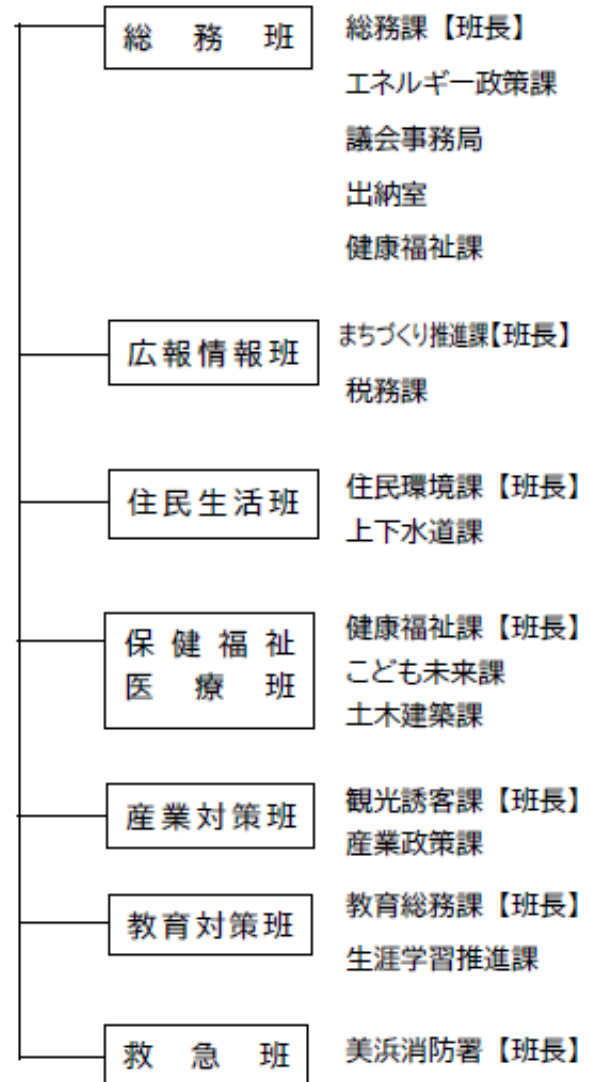 総務班
総務課【班長】
エネルギー政策課
議会事務局
出納室
健康福祉課
広報情報班
まちづくり推進課【班長】
税務課
住民生活班
住民環境課【班長】
上下水道課
保健福祉
医療班
健康福祉課【班長】
こども未来課
土木建築課
産業対策班
観光誘客課【班長】
産業政策課
教育対策班
教育総務課【班長】
生涯学習推進課
救急班
美浜消防署【班長】